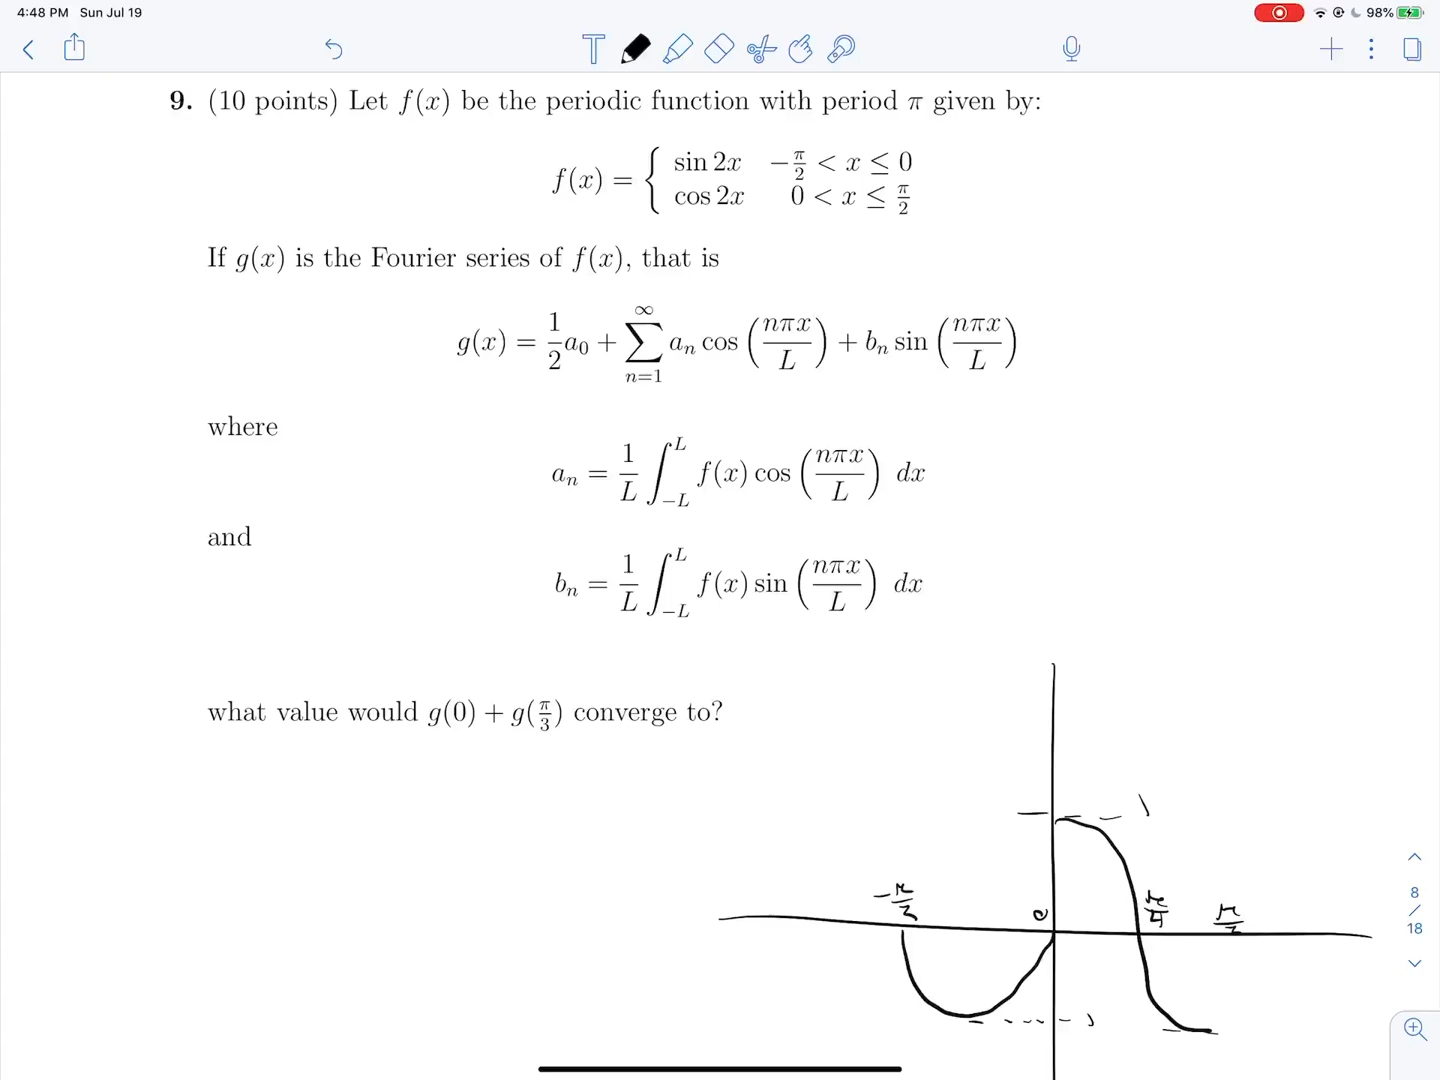 4:48 PM Sun Jul 19
98%
9. (10 points) Let f(x) be the periodic function with period π given by:
f(x) = { sin 2x −π/2 < x ≤ 0
cos 2x 0 < x ≤ π/2
If g(x) is the Fourier series of f(x), that is
g(x) = 1/2 a₀ + ∑_{n=1}^{∞} aₙ cos (nπx/L) + bₙ sin (nπx/L)
where
aₙ = 1/L ∫_{−L}^{L} f(x) cos (nπx/L) dx
and
bₙ = 1/L ∫_{−L}^{L} f(x) sin (nπx/L) dx
what value would g(0) + g(π/3) converge to?
1
−π/2
0
π/4
π/2
8
/
18